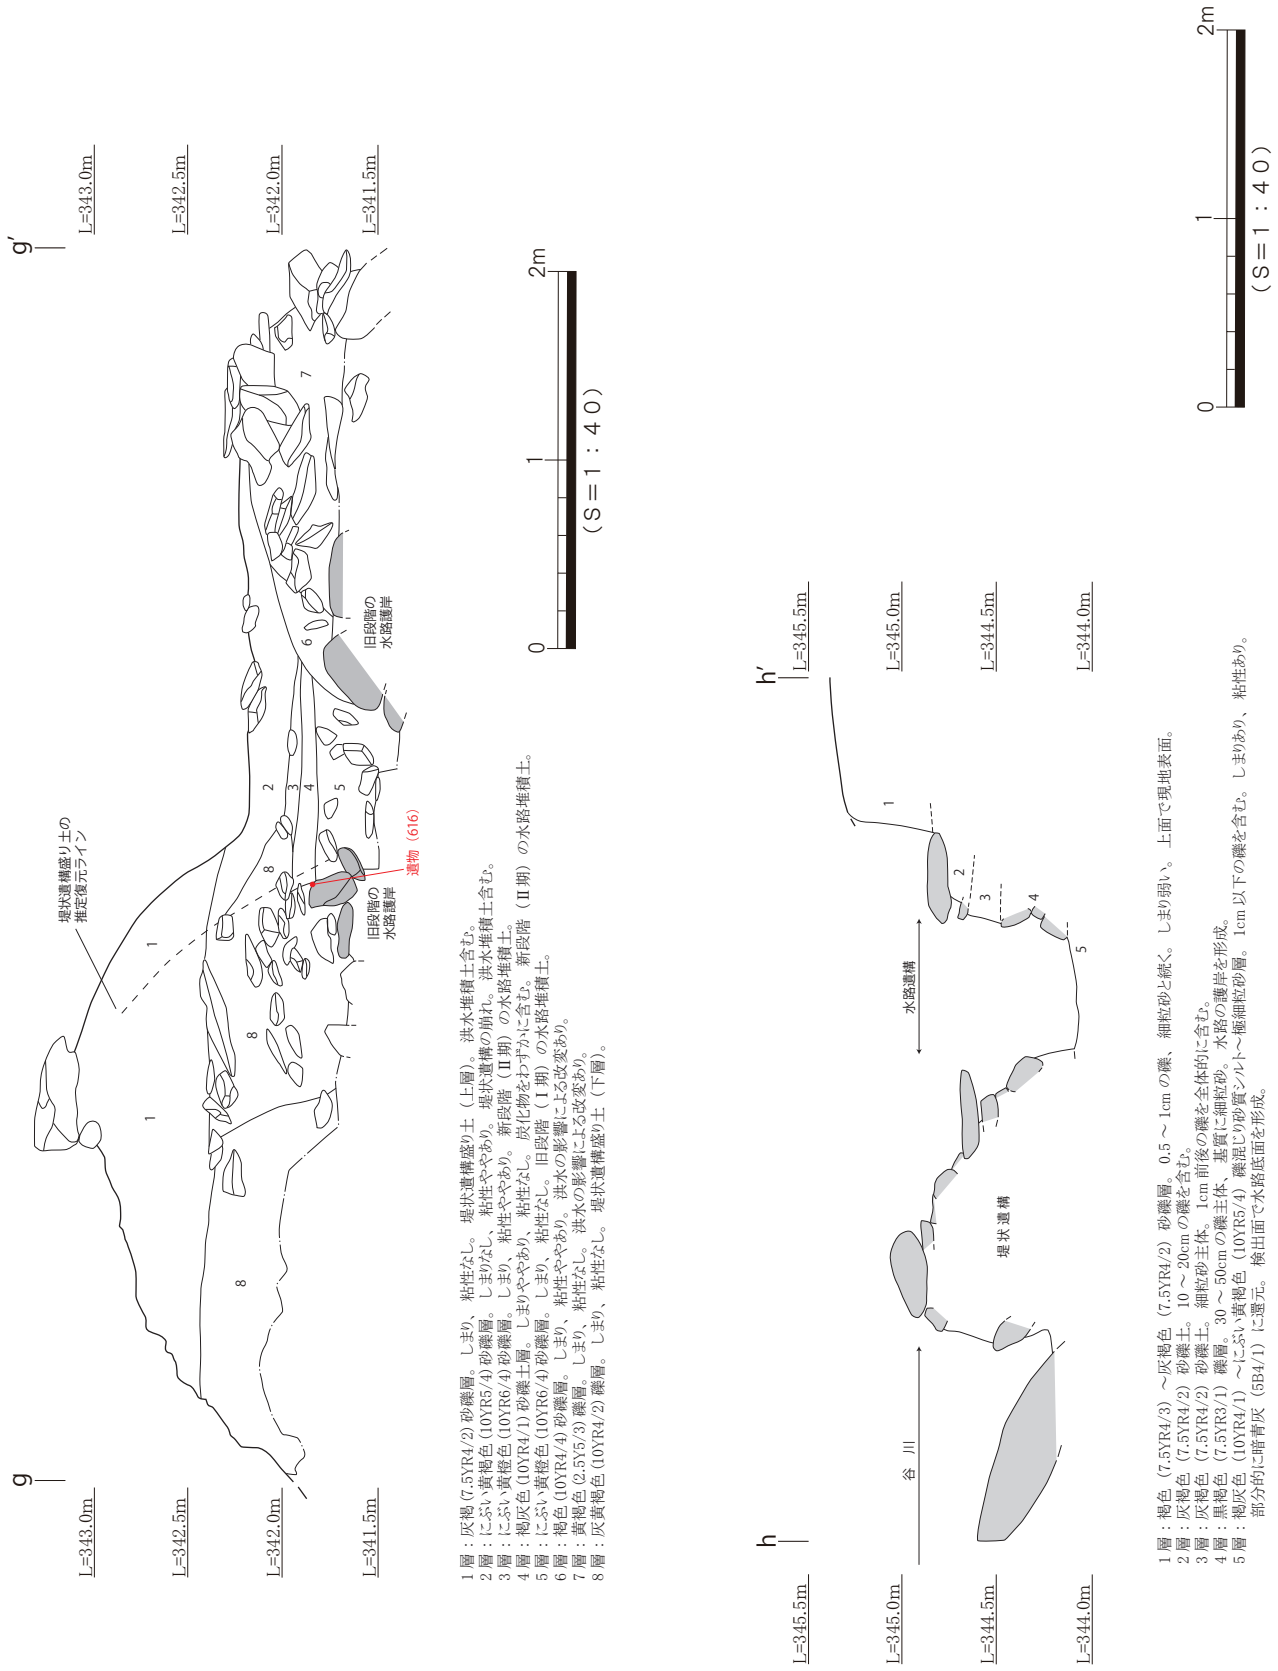 g
g′
L=343.0m
L=342.5m
L=342.0m
L=341.5m
L=343.0m
L=342.5m
L=342.0m
L=341.5m
堤状遺構盛り土の
推定復元ライン
1
1
8
8
8
2
3
4
5
6
7
旧段階の
水路護岸
遺物（616）
旧段階の
水路護岸
0
1
2m
（S＝1：40）
1層：灰褐(7.5YR4/2)砂礫層。しまり、粘性なし。堤状遺構盛り土（上層）。洪水堆積土含む。
2層：にぶい黄褐色(10YR5/4)砂礫層。しまりなし、粘性ややあり。堤状遺構の崩れ。洪水堆積土含む。
3層：にぶい黄橙色(10YR6/4)砂礫層。しまり、粘性ややあり。新段階（Ⅱ期）の水路堆積土。
4層：褐灰色(10YR4/1)砂礫土層。しまりややあり、粘性なし。炭化物をわずかに含む。新段階（Ⅱ期）の水路堆積土。
5層：にぶい黄橙色(10YR6/4)砂礫層。しまり、粘性なし。旧段階（Ⅰ期）の水路堆積土。
6層：褐色(10YR4/4)砂礫層。しまり、粘性ややあり。洪水の影響による改変あり。
7層：黄褐色(2.5Y5/3)礫層。しまり、粘性なし。洪水の影響による改変あり。
8層：灰黄褐色(10YR4/2)礫層。しまり、粘性なし。堤状遺構盛り土（下層）。
h
h′
L=345.5m
L=345.0m
L=344.5m
L=344.0m
L=345.5m
L=345.0m
L=344.5m
L=344.0m
谷　川
堤状遺構
水路遺構
1
2
3
4
5
0
1
2m
（S＝1：40）
1層：褐色（7.5YR4/3）～灰褐色（7.5YR4/2）砂礫層。0.5～1cmの礫、細粒砂と続く。しまり弱い。上面で現地表面。
2層：灰褐色（7.5YR4/2）砂礫土。10～20cmの礫を含む。
3層：灰褐色（7.5YR4/2）砂礫土。細粒砂主体。1cm前後の礫を全体的に含む。
4層：黒褐色（7.5YR3/1）礫層。30～50cmの礫主体、基質に細粒砂。水路の護岸を形成。
5層：褐灰色（10YR4/1）～にぶい黄褐色（10YR5/4）礫混じり砂質シルト～極細粒砂層。1cm以下の礫を含む。しまりあり、粘性あり。
部分的に暗青灰（5B4/1）に還元。検出面で水路底面を形成。